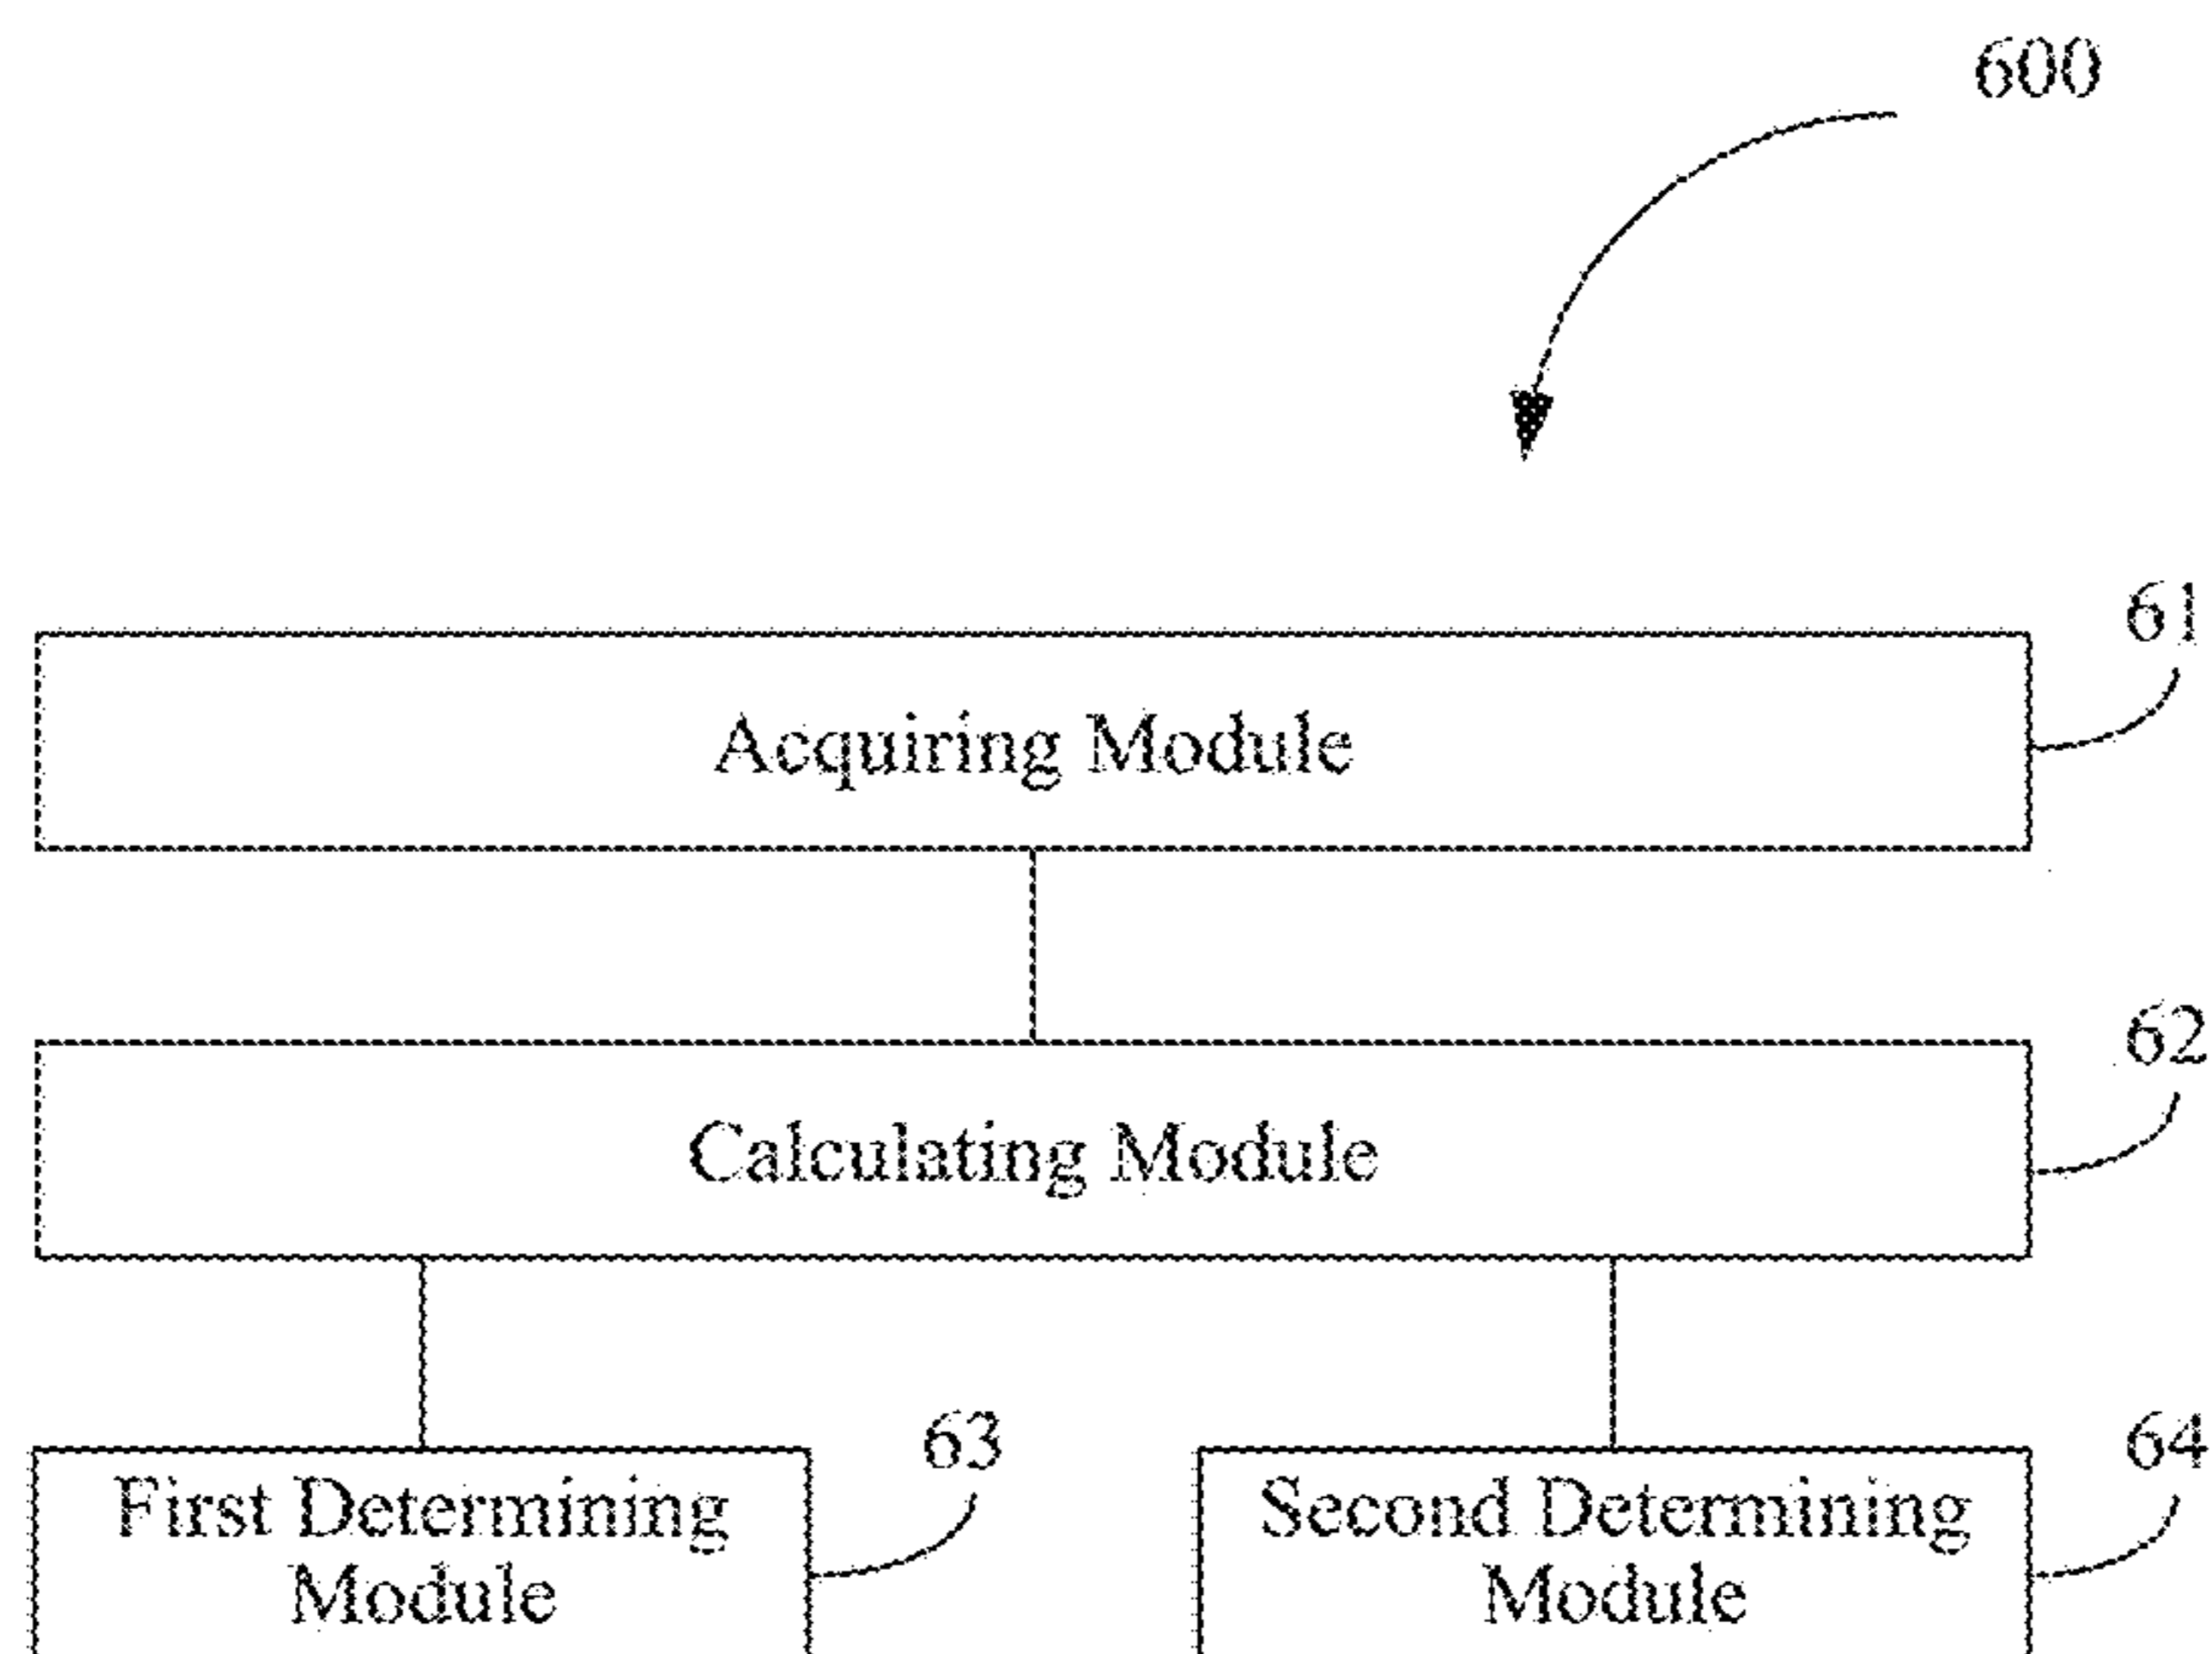 600
61
Acquiring Module
62
Calculating Module
63
First Determining
Module
64
Second Determining
Module